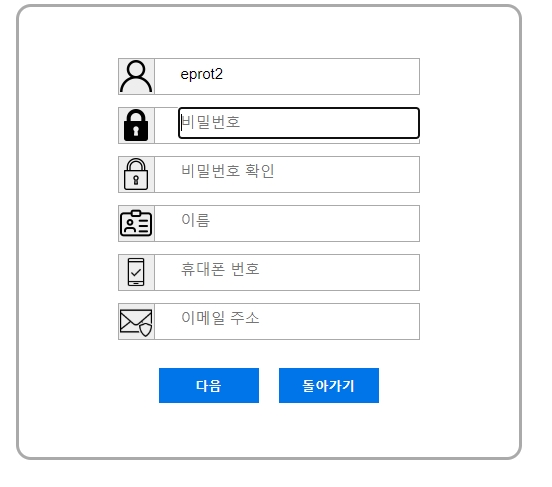 eprot2
비밀번호
비밀번호 확인
이름
휴대폰 번호
이메일 주소
다음 돌아가기